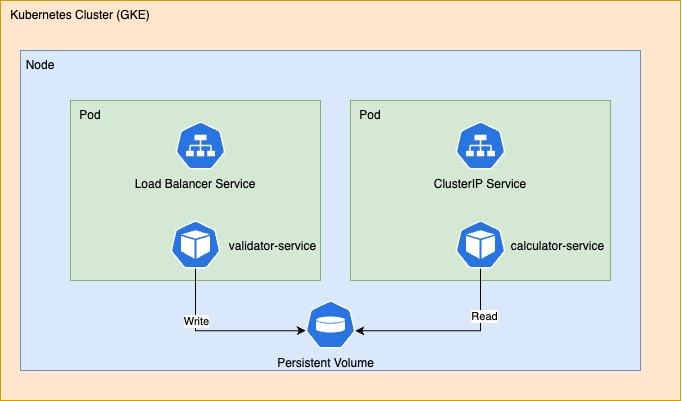 Kubernetes Cluster (GKE)
Node
Pod
Load Balancer Service
validator-service
Pod
ClusterIP Service
calculator-service
Write
Read
Persistent Volume